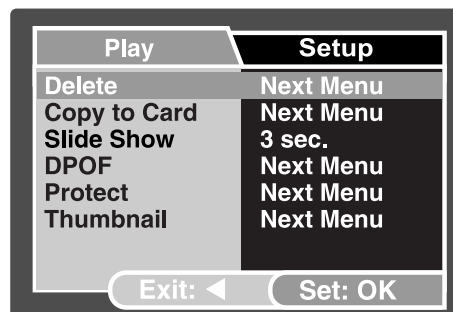 Play Setup
Delete Next Menu
Copy to Card Next Menu
Slide Show 3 sec.
DPOF Next Menu
Protect Next Menu
Thumbnail Next Menu
Exit: ◀ Set: OK